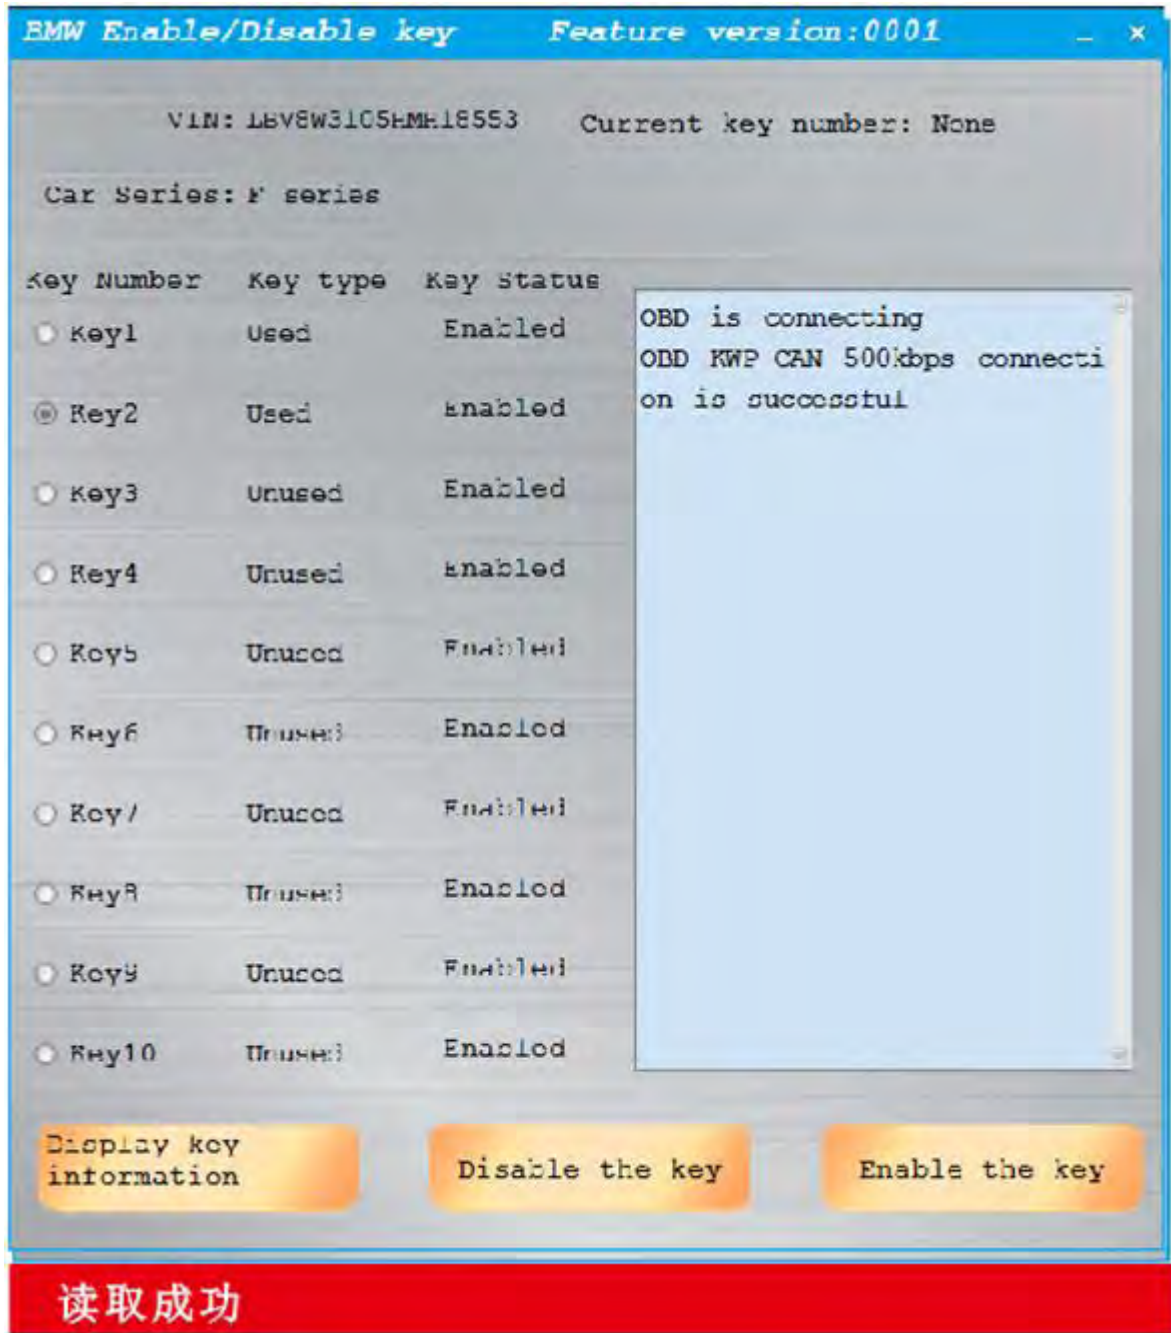 BMW Enable/Disable key Feature version:0001
VIN: Current key number: None
Car Series: F series
Key Number Key type Key Status
Key1 Used Enabled
Key2 Used Enabled
Key3 Unused Enabled
Key4 Unused Enabled
Key5 Unused Enabled
Key6 Unused Enabled
Key7 Unused Enabled
Key8 Unused Enabled
Key9 Unused Enabled
Key10 Unused Enabled
OBD is connecting
OBD KWP CAN 500kbps connecti
on is successful
Display key
information
Disable the key
Enable the key
读取成功